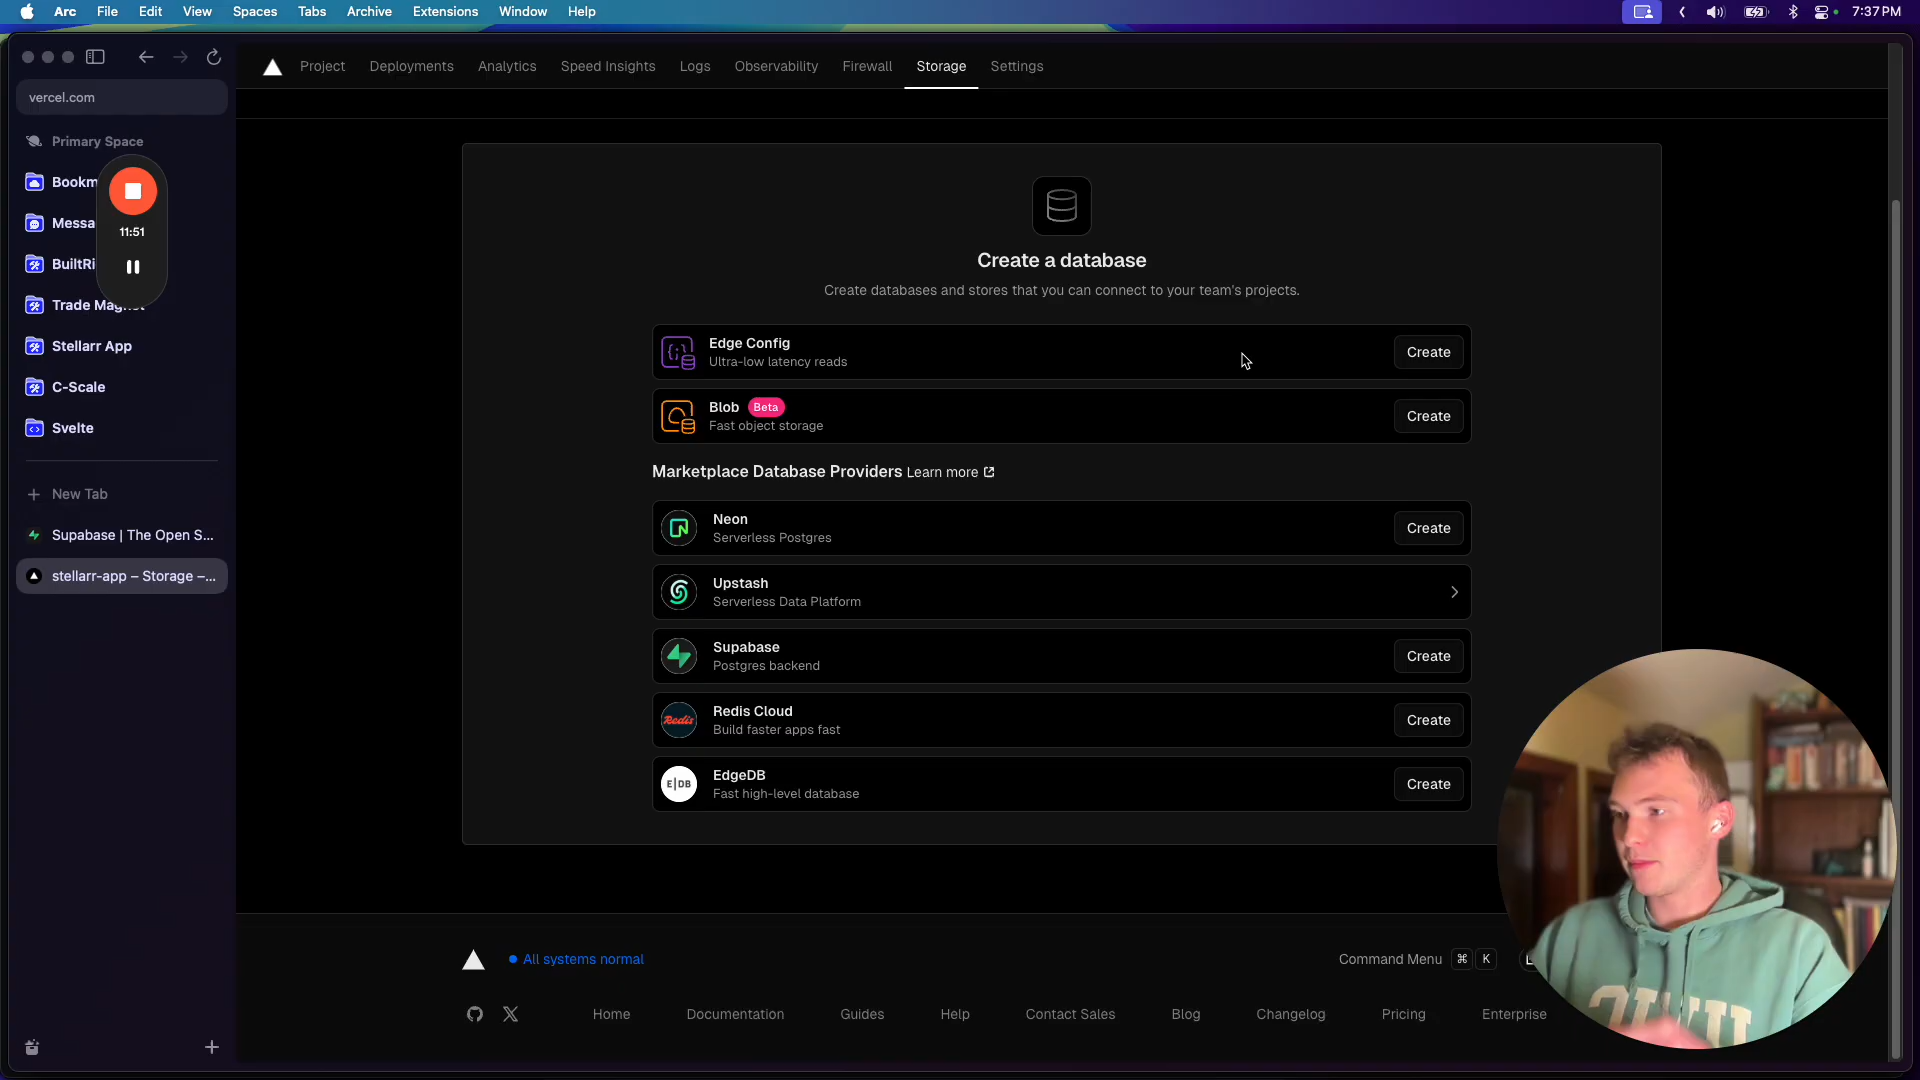 Arc File Edit View Spaces Tabs Archive Extensions Window Help 7:37 PM
Project Deployments Analytics Speed Insights Logs Observability Firewall Storage Settings
vercel.com
Primary Space
Bookm
Messa
BuiltRi
Trade Magnet
Stellarr App
C-Scale
Svelte
New Tab
Supabase | The Open S...
stellarr-app – Storage –...
11:51
Create a database
Create databases and stores that you can connect to your team's projects.
Edge Config
Ultra-low latency reads
Create
Blob Beta
Fast object storage
Create
Marketplace Database Providers Learn more
Neon
Serverless Postgres
Create
Upstash
Serverless Data Platform
Supabase
Postgres backend
Create
Redis
Redis Cloud
Build faster apps fast
Create
E|DB
EdgeDB
Fast high-level database
Create
All systems normal
Command Menu ⌘ K
Home Documentation Guides Help Contact Sales Blog Changelog Pricing Enterprise